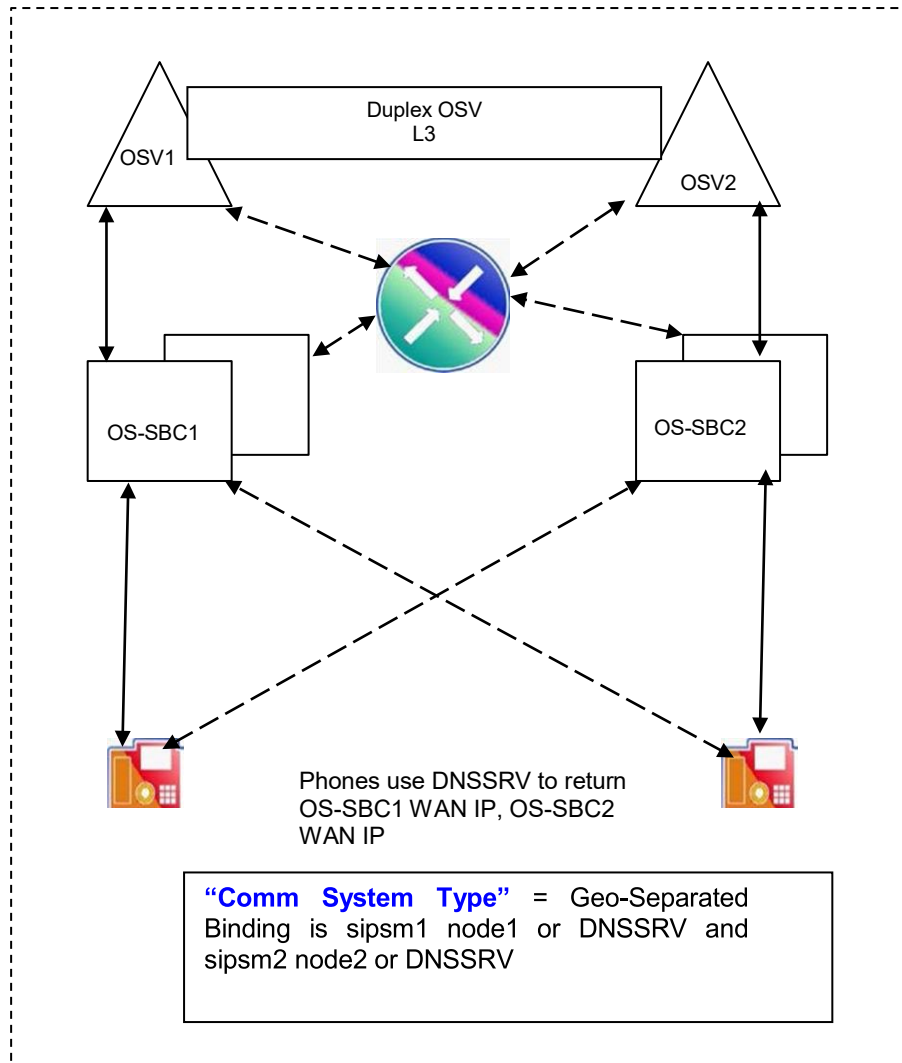 Duplex OSV
L3
OSV1
OSV2
OS-SBC1
OS-SBC2
Phones use DNSSRV to return
OS-SBC1 WAN IP, OS-SBC2
WAN IP
“Comm System Type” = Geo-Separated
Binding is sipsm1 node1 or DNSSRV and
sipsm2 node2 or DNSSRV